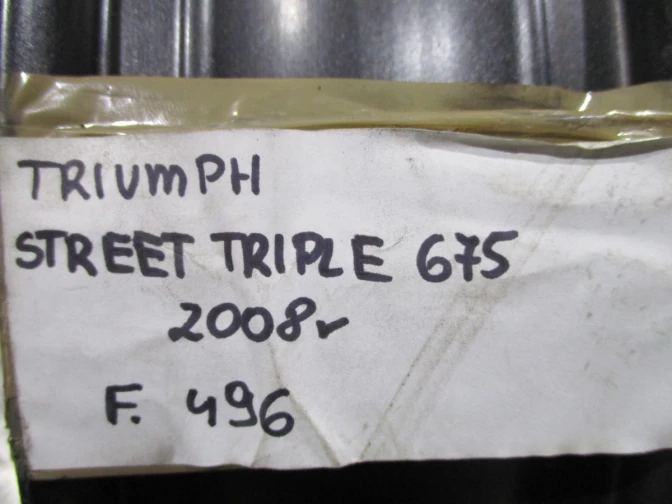 TRIUMPH
STREET TRIPLE 675
2008r
F. 496